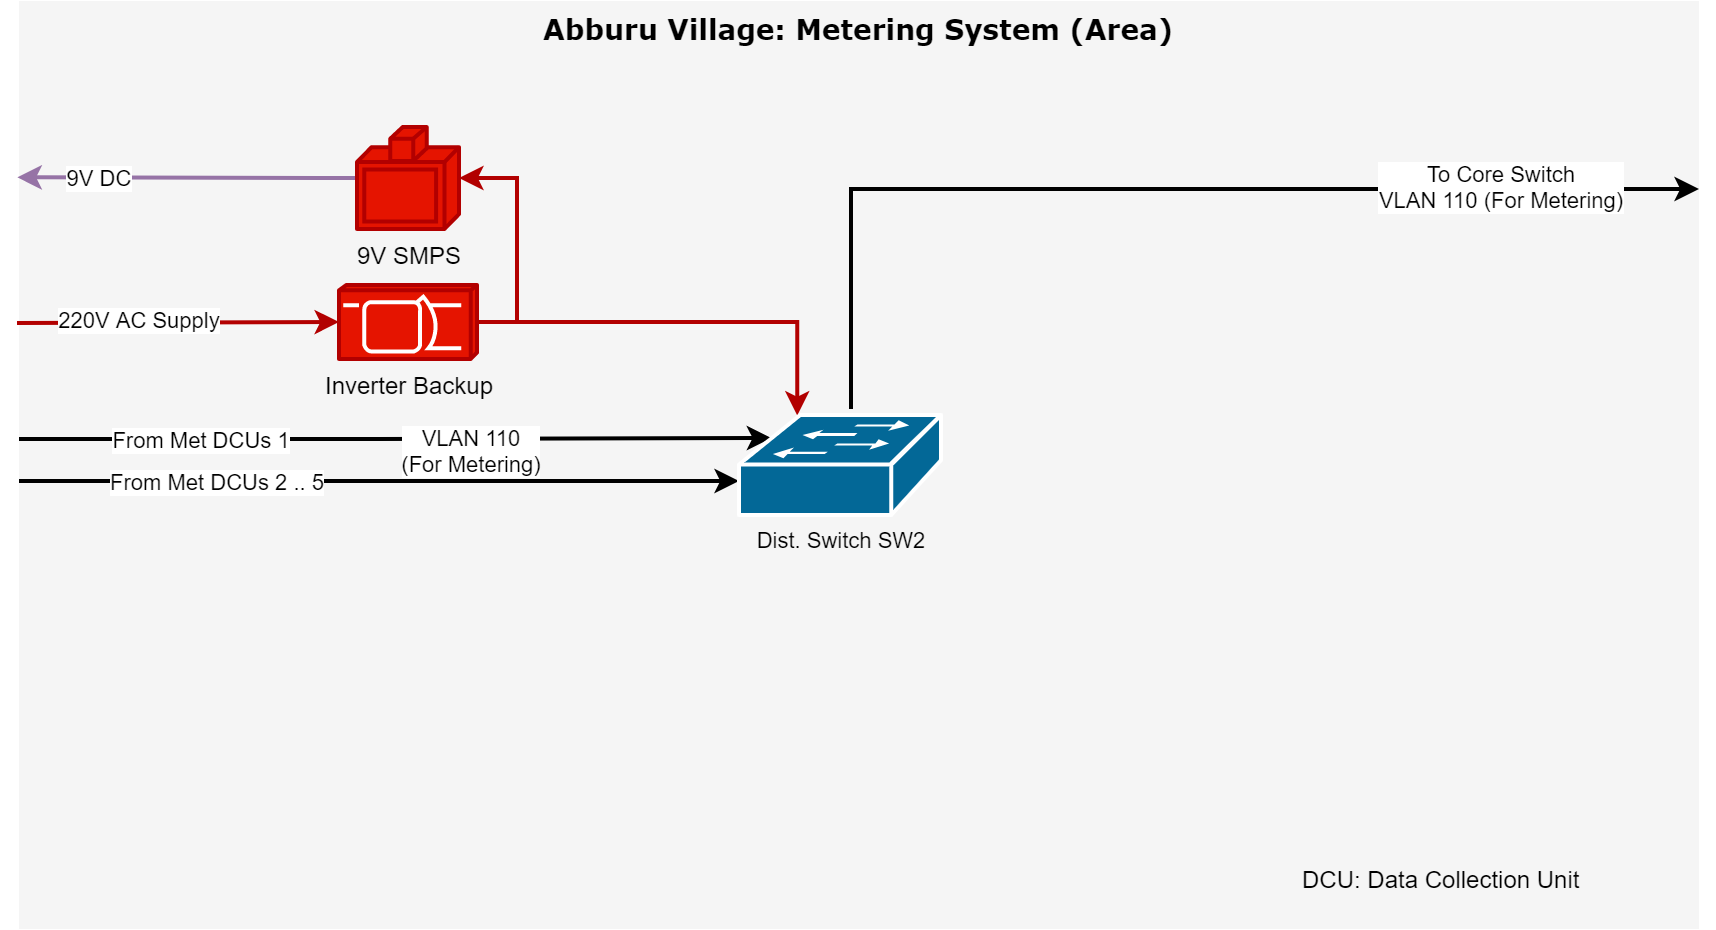 Abburu Village: Metering System (Area)
9V DC
9V SMPS
To Core Switch
VLAN 110 (For Metering)
220V AC Supply
Inverter Backup
From Met DCUs 1
VLAN 110
(For Metering)
From Met DCUs 2 .. 5
Dist. Switch SW2
DCU: Data Collection Unit